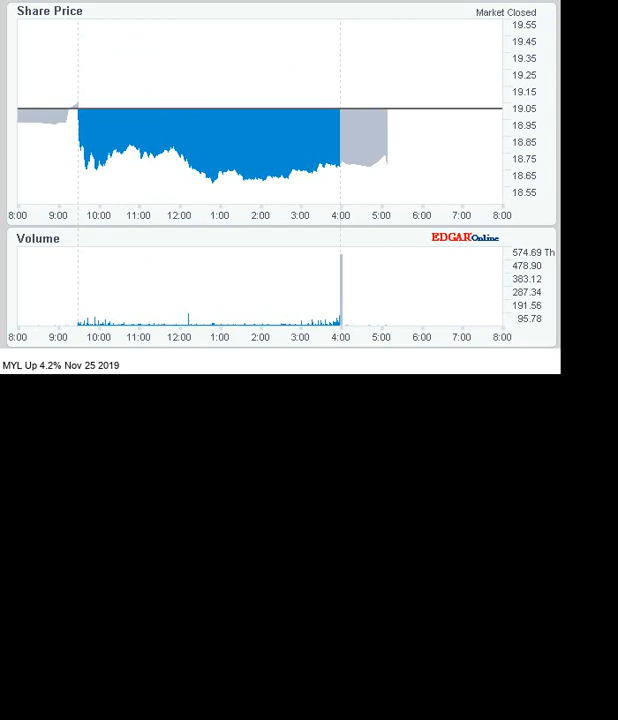 Share Price
Market Closed
19.55
19.45
19.35
19.25
19.15
19.05
18.95
18.85
18.75
18.65
18.55
8:00 9:00 10:00 11:00 12:00 1:00 2:00 3:00 4:00 5:00 6:00 7:00 8:00
Volume
EDGAR Online
574.69 Th
478.90
383.12
287.34
191.56
95.78
8:00 9:00 10:00 11:00 12:00 1:00 2:00 3:00 4:00 5:00 6:00 7:00 8:00
MYL Up 4.2% Nov 25 2019